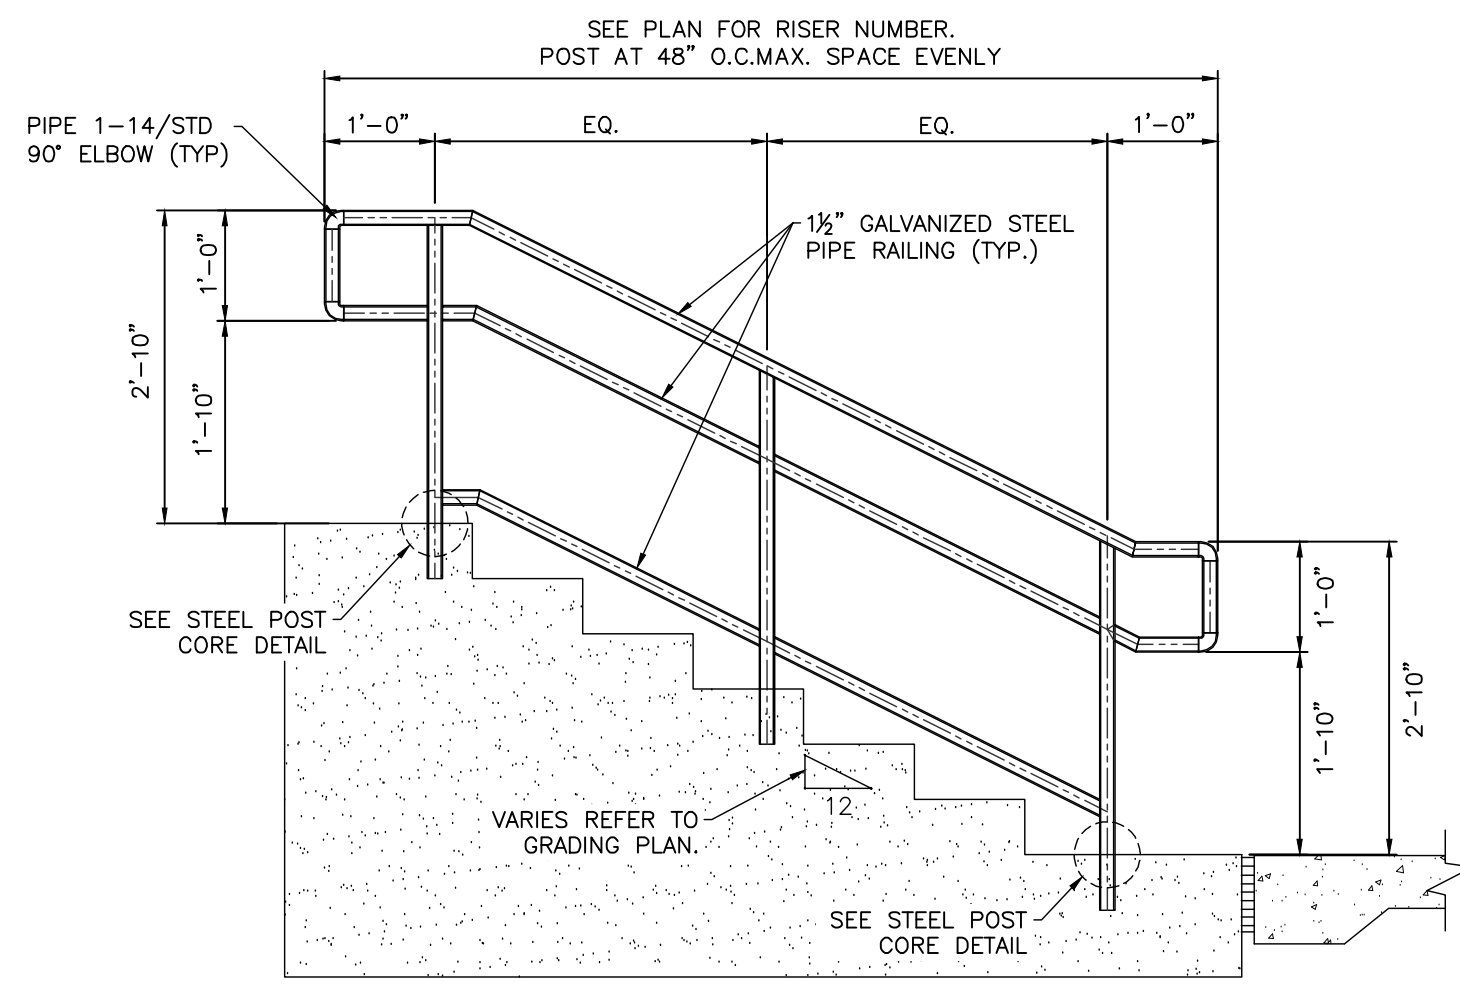 SEE PLAN FOR RISER NUMBER.
POST AT 48" O.C.MAX. SPACE EVENLY
PIPE 1-14/STD
90° ELBOW (TYP)
1'-0"
EQ.
EQ.
1'-0"
1½" GALVANIZED STEEL
PIPE RAILING (TYP.)
1'-0"
2'-10"
1'-10"
SEE STEEL POST
CORE DETAIL
1'-0"
2'-10"
1'-10"
12
VARIES REFER TO
GRADING PLAN.
SEE STEEL POST
CORE DETAIL